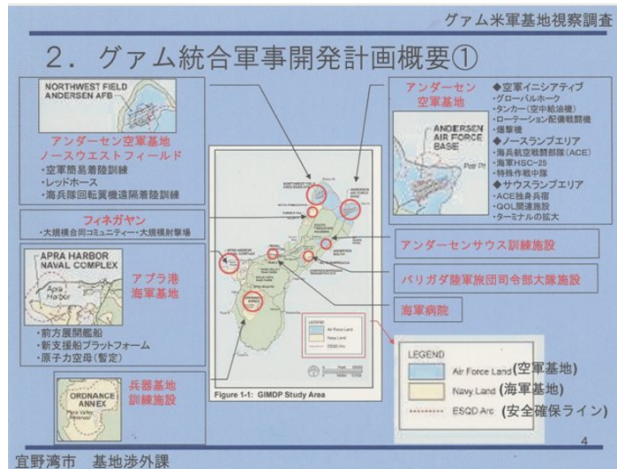 グァム米軍基地視察調査
2．グァム統合軍事開発計画概要①
NORTHWEST FIELD
ANDERSEN AFB
アンダーセン空軍基地
ノースウエストフィールド
・空軍簡易着陸訓練
・レッドホース
・海兵隊回転翼機遠隔着陸訓練
フィネガヤン
・大規模合同コミュニティー・大規模射撃場
APRA HARBOR
NAVAL COMPLEX
Apra
Harbor
アプラ港
海軍基地
・前方展開艦船
・新支援船プラットフォーム
・原子力空母(暫定)
ORDNANCE
ANNEX
兵器基地
訓練施設
アンダーセン
空軍基地
ANDERSEN
AIR FORCE
BASE
◆空軍イニシアティブ
・グローバルホーク
・タンカー(空中給油機)
・ローテーション配備戦闘機
・爆撃機
◆ノースランプエリア
・海兵航空戦闘部隊(ACE)
・海軍HSC-25
・特殊作戦中隊
◆サウスランプエリア
・ACE独身兵宿
・QOL関連施設
・ターミナルの拡大
アンダーセンサウス訓練施設
バリガダ陸軍旅団司令部大隊施設
海軍病院
LEGEND
Air Force Land
Navy Land
ESQD Arc
Figure 1-1: GIMDP Study Area
LEGEND
Air Force Land(空軍基地)
Navy Land(海軍基地)
ESQD Arc(安全確保ライン)
4
宜野湾市 基地渉外課